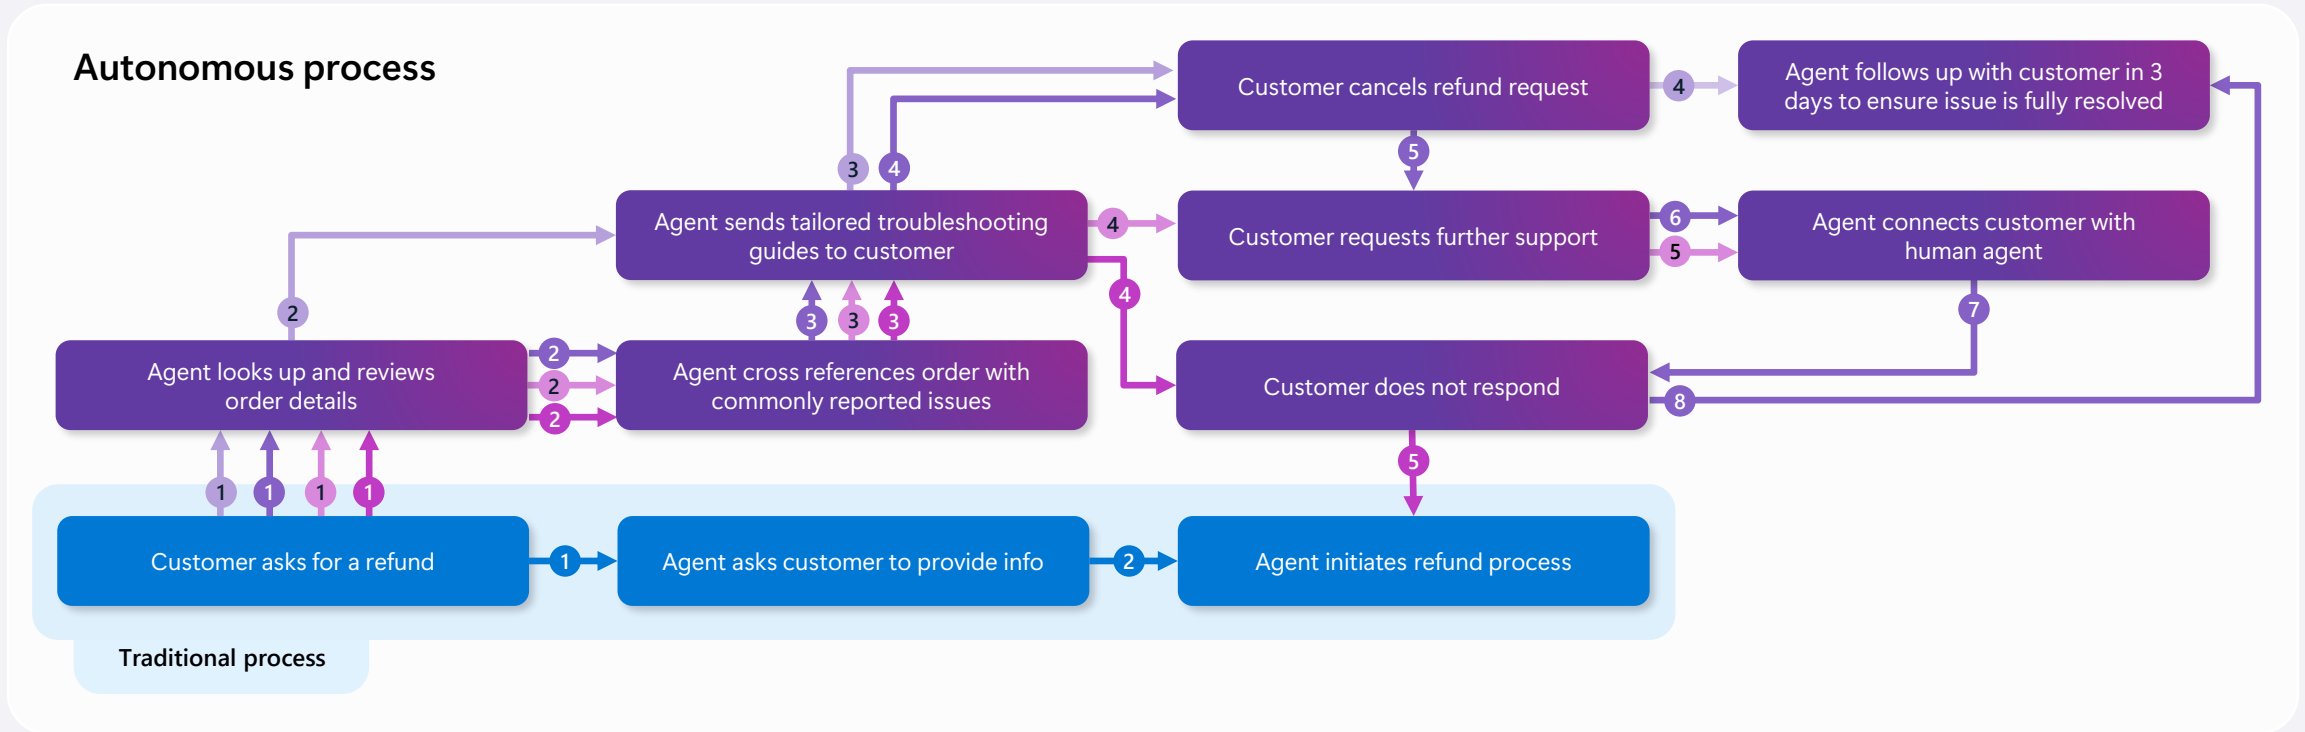 Autonomous process
Customer cancels refund request
4
Agent follows up with customer in 3
days to ensure issue is fully resolved
5
3
4
Agent sends tailored troubleshooting
guides to customer
4
Customer requests further support
6
5
Agent connects customer with
human agent
2
4
7
3
3
3
Agent looks up and reviews
order details
2
2
2
Agent cross references order with
commonly reported issues
Customer does not respond
8
5
1
1
1
1
Customer asks for a refund
1
Agent asks customer to provide info
2
Agent initiates refund process
Traditional process